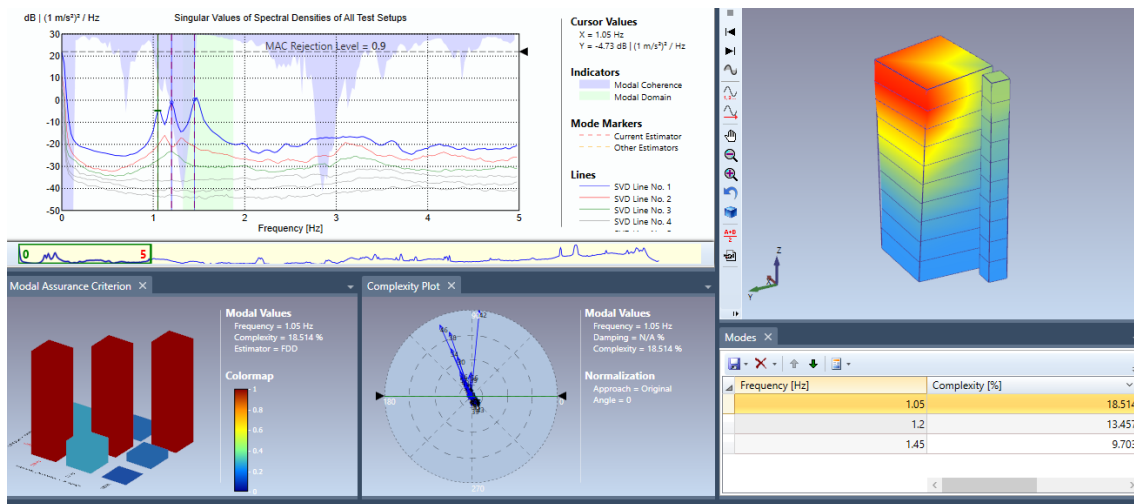 dB | (1 m/s²)² / Hz
Singular Values of Spectral Densities of All Test Setups
30
20
10
0
-10
-20
-30
-40
-50
MAC Rejection Level = 0.9
0
1
2
3
4
5
Frequency [Hz]
Cursor Values
X = 1.05 Hz
Y = -4.73 dB | (1 m/s²)² / Hz
Indicators
Modal Coherence
Modal Domain
Mode Markers
Current Estimator
Other Estimators
Lines
SVD Line No. 1
SVD Line No. 2
SVD Line No. 3
SVD Line No. 4
0
5
Z
Y
Modal Assurance Criterion
Modal Values
Frequency = 1.05 Hz
Complexity = 18.514 %
Estimator = FDD
Colormap
1
0.8
0.6
0.4
0.2
0
Complexity Plot
180
0
270
Modal Values
Frequency = 1.05 Hz
Damping = N/A %
Complexity = 18.514 %
Normalization
Approach = Original
Angle = 0
Modes
Frequency [Hz] Complexity [%]
1.05 18.514
1.2 13.457
1.45 9.703